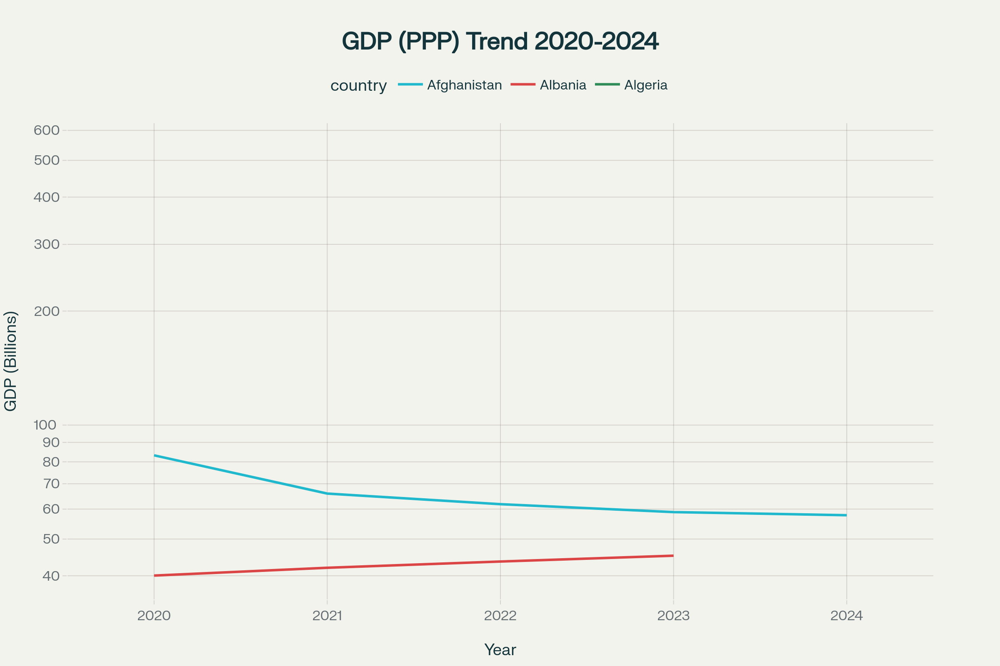 GDP (PPP) Trend 2020-2024
country Afghanistan Albania Algeria
600
500
400
300
200
100
90
80
70
60
50
40
GDP (Billions)
2020 2021 2022 2023 2024
Year